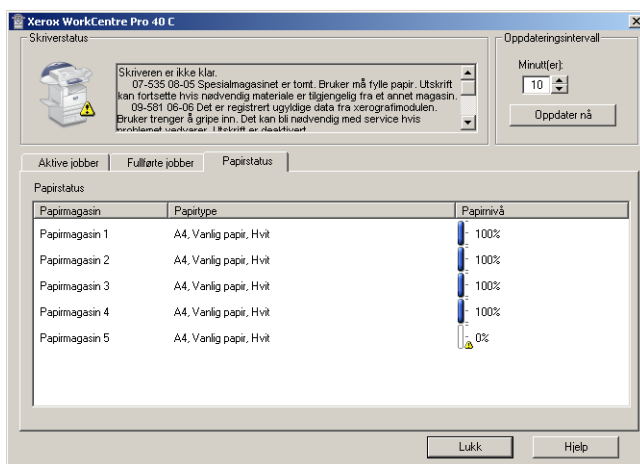 Xerox WorkCentre Pro 40 C
Skriverstatus
Skriveren er ikke klar.
07-535 08-05 Spesialmagasinet er tomt. Bruker må fylle papir. Utskrift
kan fortsette hvis nødvendig materiale er tilgjengelig fra et annet magasin.
09-581 06-06 Det er registrert ugyldige data fra xerografimodulen.
Bruker trenger å gripe inn. Det kan bli nødvendig med service hvis
problemet vedvarer. Utskrift er deaktivert.
Oppdateringsintervall
Minutt(er):
10
Oppdater nå
Aktive jobber
Fullførte jobber
Papirstatus
Papirstatus
Papirmagasin Papirtype Papirnivå
Papirmagasin 1 A4, Vanlig papir, Hvit 100%
Papirmagasin 2 A4, Vanlig papir, Hvit 100%
Papirmagasin 3 A4, Vanlig papir, Hvit 100%
Papirmagasin 4 A4, Vanlig papir, Hvit 100%
Papirmagasin 5 A4, Vanlig papir, Hvit 0%
Lukk
Hjelp